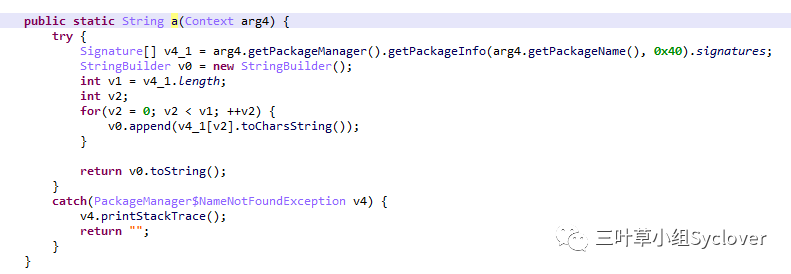 public static String a(Context arg4) {
try {
Signature[] v4_1 = arg4.getPackageManager().getPackageInfo(arg4.getPackageName(), 0x40).signatures;
StringBuilder v0 = new StringBuilder();
int v1 = v4_1.length;
int v2;
for(v2 = 0; v2 < v1; ++v2) {
v0.append(v4_1[v2].toCharsString());
}
return v0.toString();
}
catch(PackageManager$NameNotFoundException v4) {
v4.printStackTrace();
return "";
}
}
三叶草小组Syclover